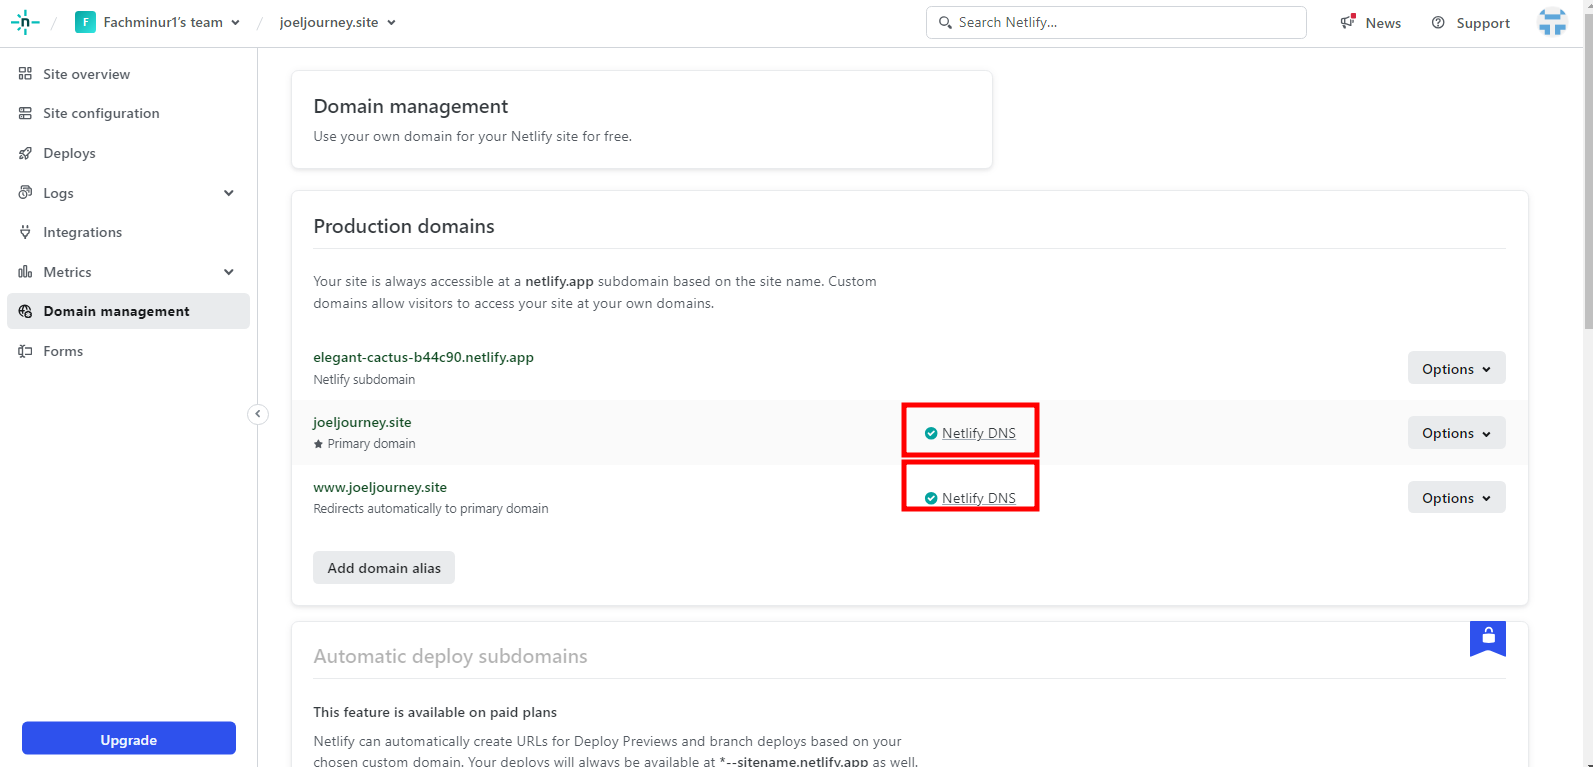 n / F Fachminur1's team / joeljourney.site Search Netlify... News Support
Site overview
Site configuration
Deploys
Logs
Integrations
Metrics
Domain management
Forms
Upgrade
Domain management
Use your own domain for your Netlify site for free.
Production domains
Your site is always accessible at a netlify.app subdomain based on the site name. Custom
domains allow visitors to access your site at your own domains.
elegant-cactus-b44c90.netlify.app
Netlify subdomain
Options
joeljourney.site
Primary domain
Netlify DNS
Options
www.joeljourney.site
Redirects automatically to primary domain
Netlify DNS
Options
Add domain alias
Automatic deploy subdomains
This feature is available on paid plans
Netlify can automatically create URLs for Deploy Previews and branch deploys based on your
chosen custom domain. Your deploys will always be available at *--sitename.netlify.app as well.